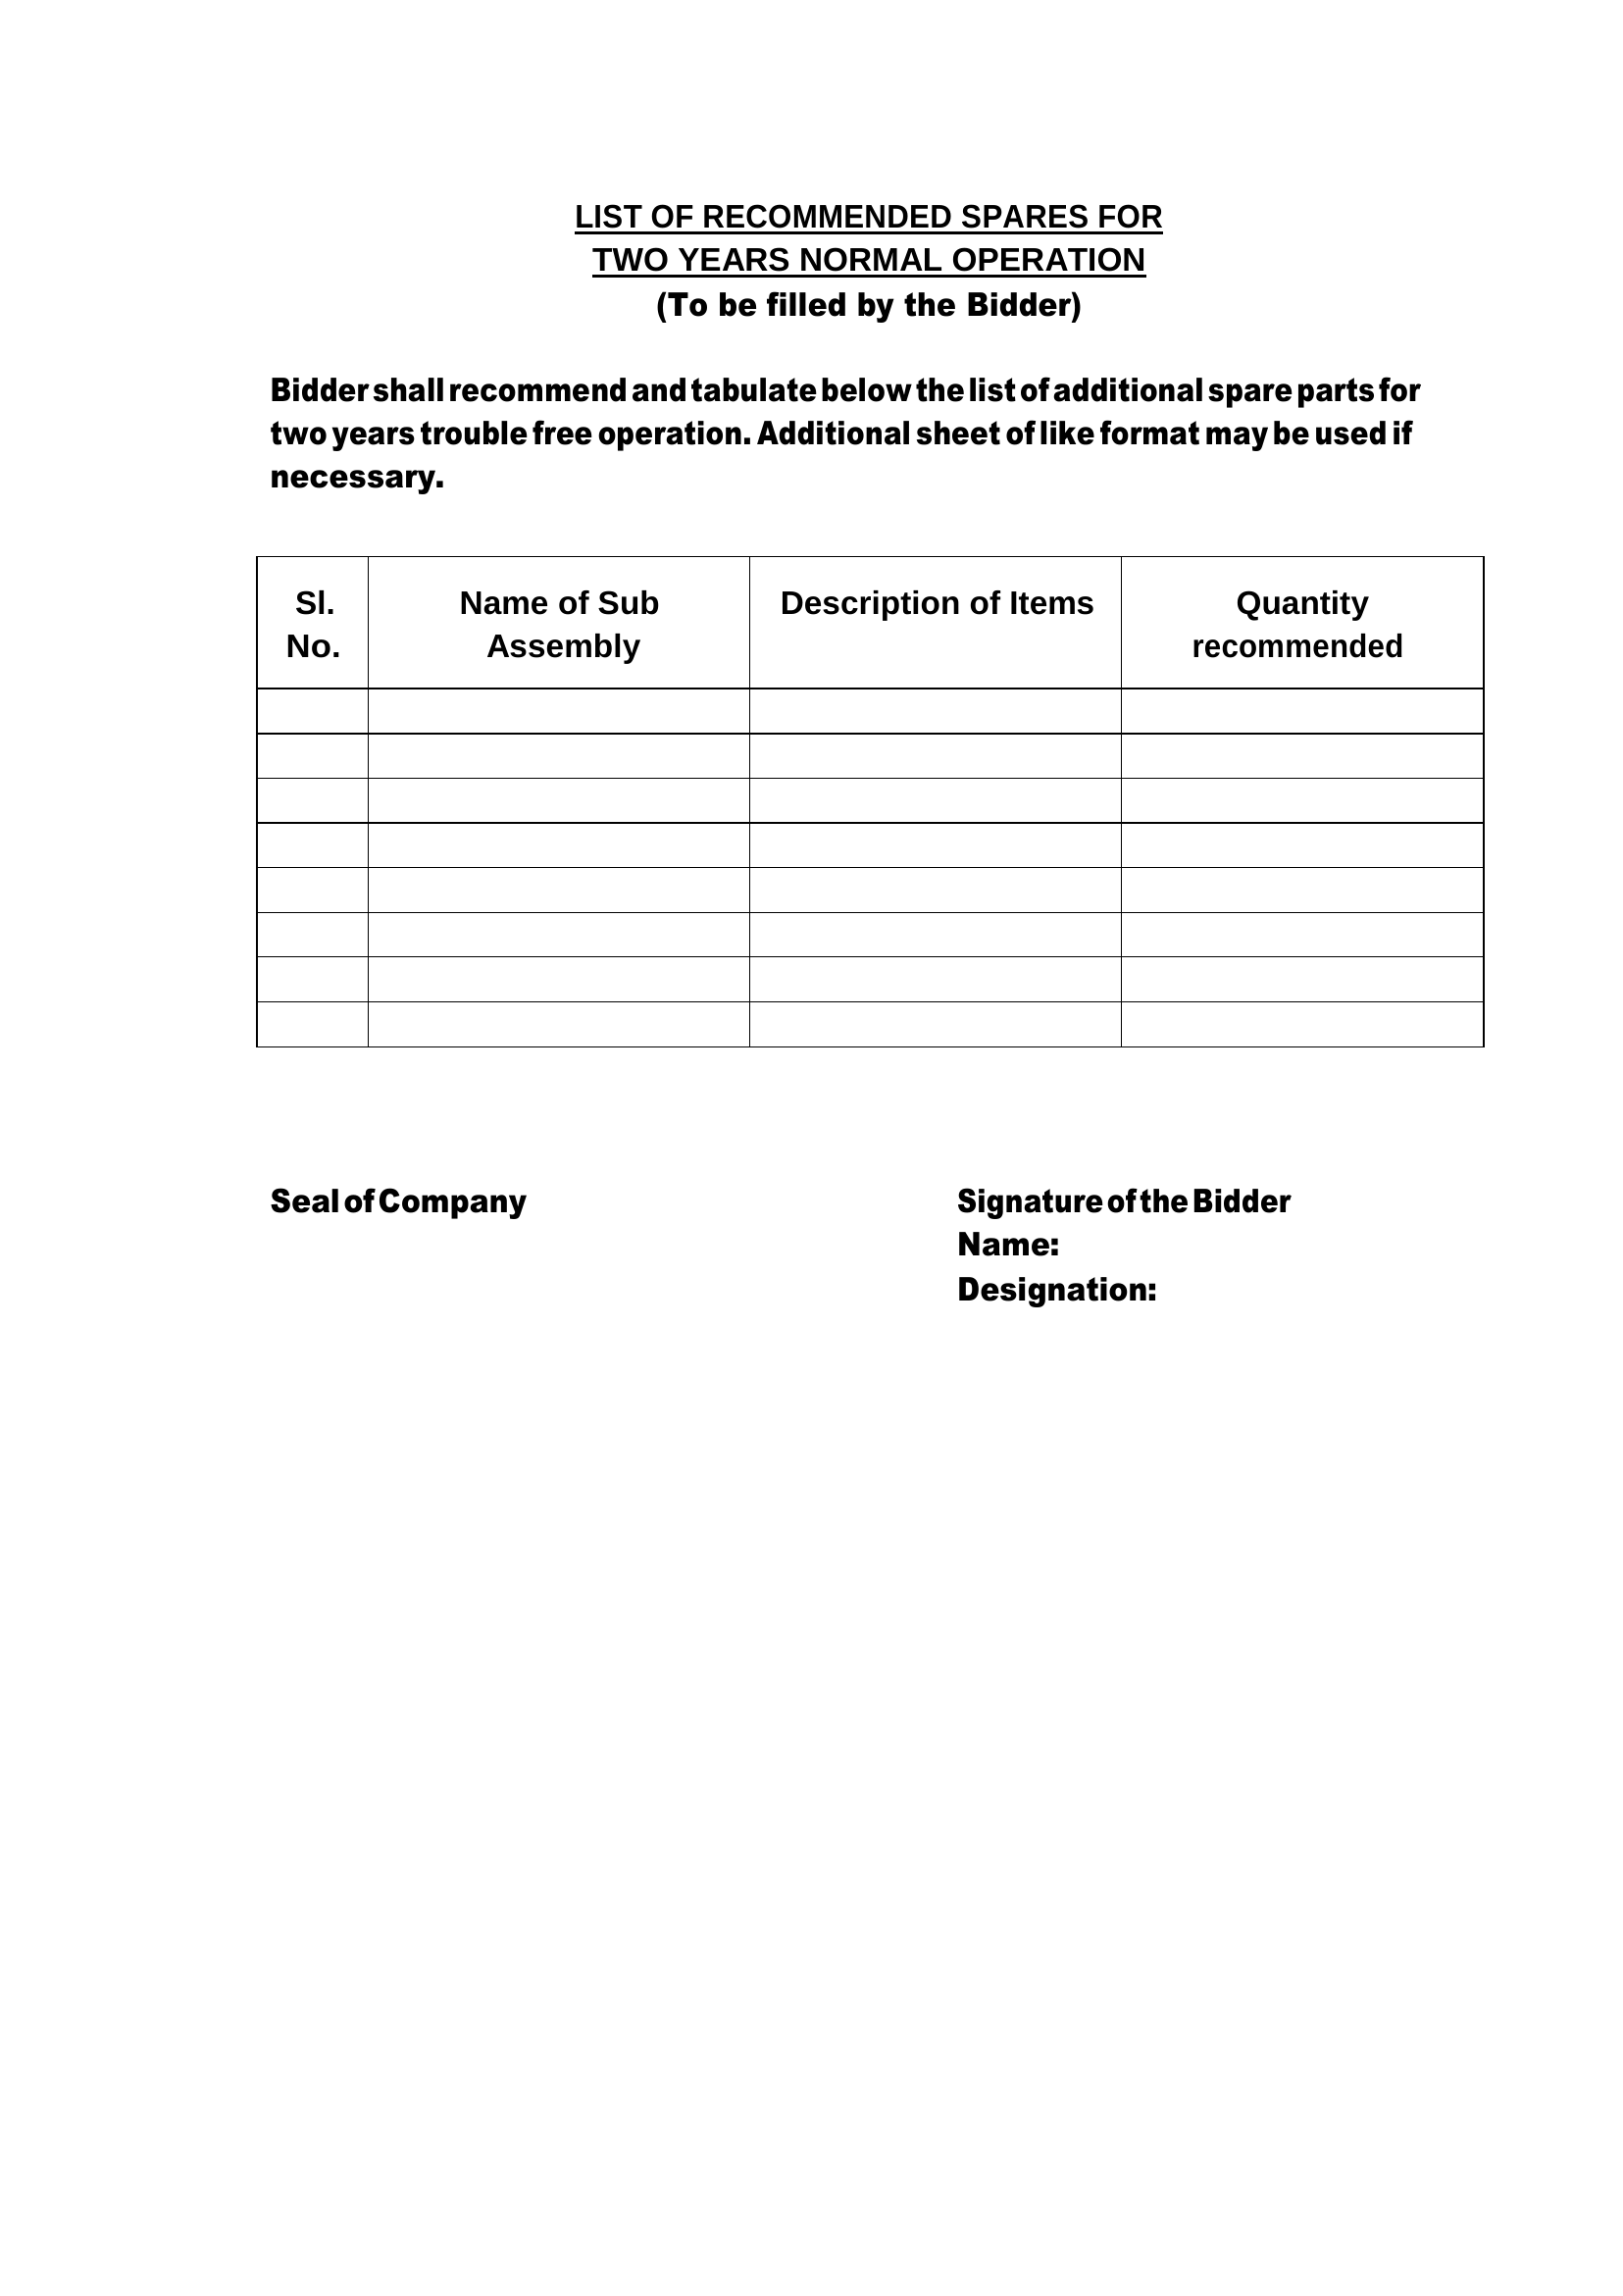 LIST OF RECOMMENDED SPARES FOR
TWO YEARS NORMAL OPERATION
(To be filled by the Bidder)
Bidder shall recommend and tabulate below the list of additional spare parts for
two years trouble free operation. Additional sheet of like format may be used if
necessary.
Sl. No.
Name of Sub Assembly
Description of Items
Quantity recommended
Seal of Company
Signature of the Bidder
Name:
Designation: